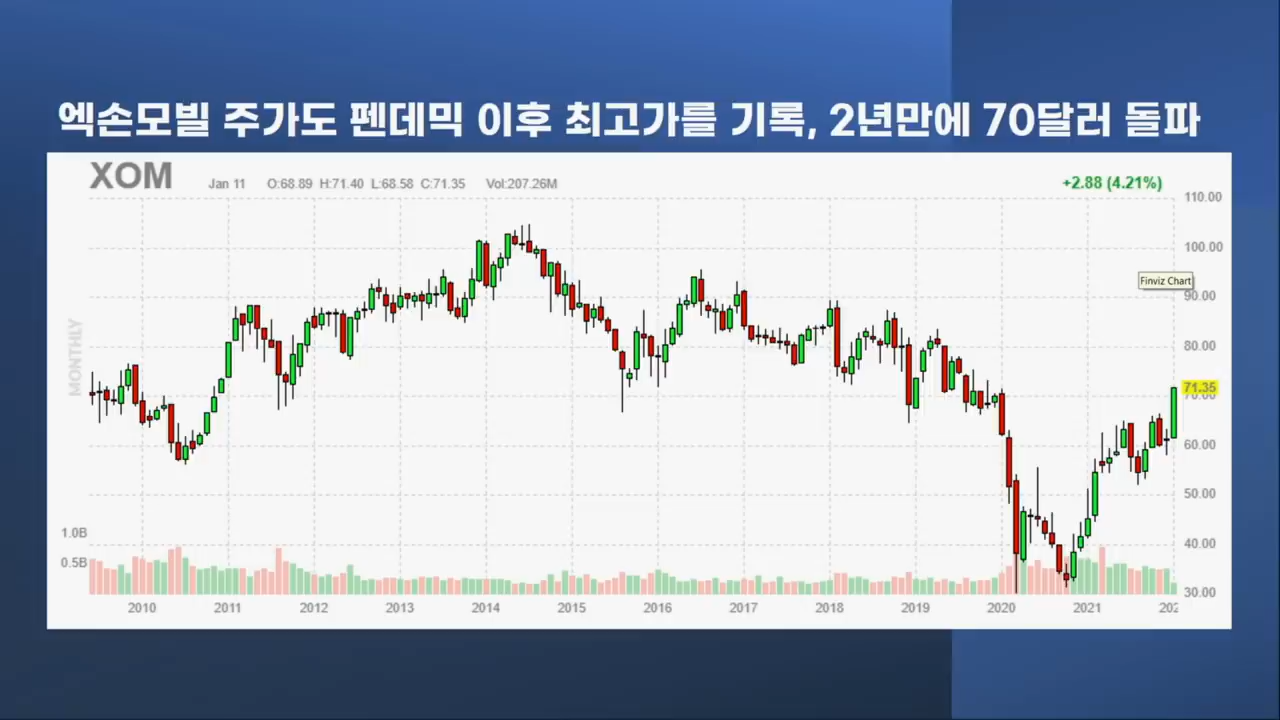 엑손모빌 주가도 펜데믹 이후 최고가를 기록, 2년만에 70달러 돌파
XOM Jan 11 O:68.89 H:71.40 L:68.58 C:71.35 Vol:207.26M +2.88 (4.21%)
110.00
100.00
Finviz Chart
90.00
MONTHLY
80.00
71.35
70.00
60.00
50.00
1.0B
40.00
0.5B
30.00
2010 2011 2012 2013 2014 2015 2016 2017 2018 2019 2020 2021 202